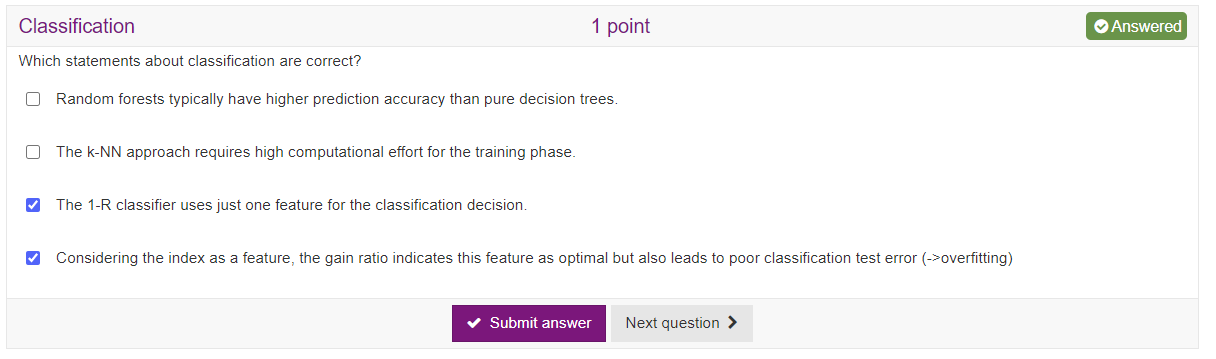 Classification 1 point Answered
Which statements about classification are correct?
Random forests typically have higher prediction accuracy than pure decision trees.
The k-NN approach requires high computational effort for the training phase.
The 1-R classifier uses just one feature for the classification decision.
Considering the index as a feature, the gain ratio indicates this feature as optimal but also leads to poor classification test error (->overfitting)
Submit answer Next question